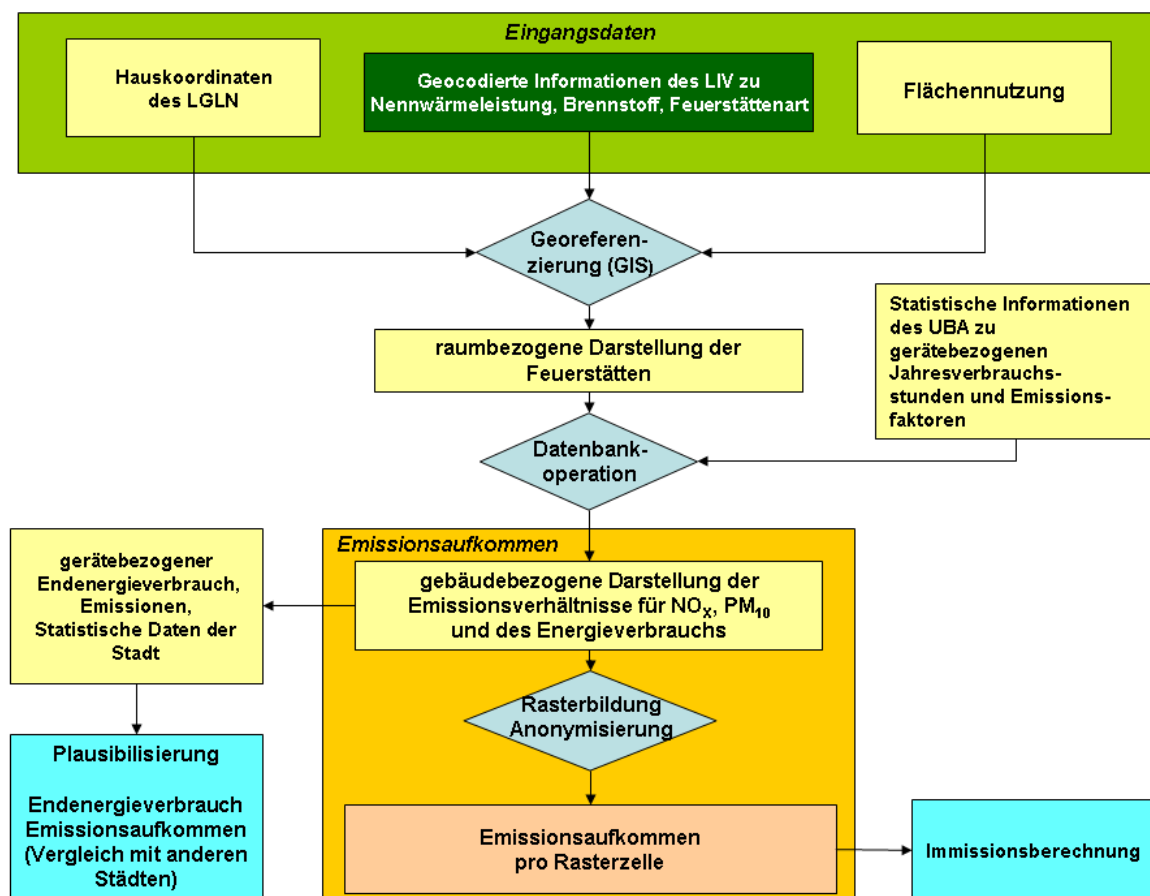 Eingangsdaten
Hauskoordinaten
des LGLN
Geocodierte Informationen des LIV zu
Nennwärmeleistung, Brennstoff, Feuerstättenart
Flächennutzung
Georeferen-
zierung (GIS)
raumbezogene Darstellung der
Feuerstätten
Statistische Informationen
des UBA zu
gerätebezogenen
Jahresverbrauchs-
stunden und Emissions-
faktoren
Datenbank-
operation
Emissionsaufkommen
gebäudebezogene Darstellung der
Emissionsverhältnisse für NOX, PM10
und des Energieverbrauchs
gerätebezogener
Endenergieverbrauch,
Emissionen,
Statistische Daten der
Stadt
Rasterbildung
Anonymisierung
Plausibilisierung
Endenergieverbrauch
Emissionsaufkommen
(Vergleich mit anderen
Städten)
Emissionsaufkommen
pro Rasterzelle
Immissionsberechnung